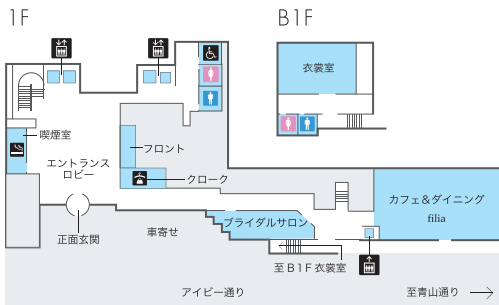 1F
B1F
衣裳室
喫煙室
フロント
エントランス
ロビー
クローク
カフェ＆ダイニング
filia
ブライダルサロン
正面玄関
車寄せ
至B1F衣裳室
アイビー通り
至青山通り